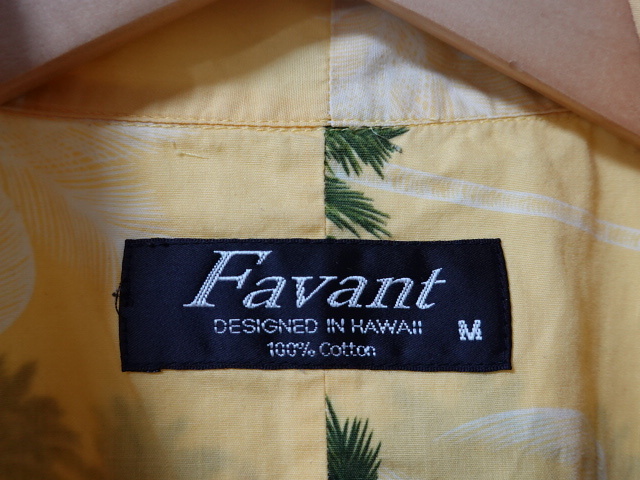 Favant
DESIGNED IN HAWAII M
100% Cotton